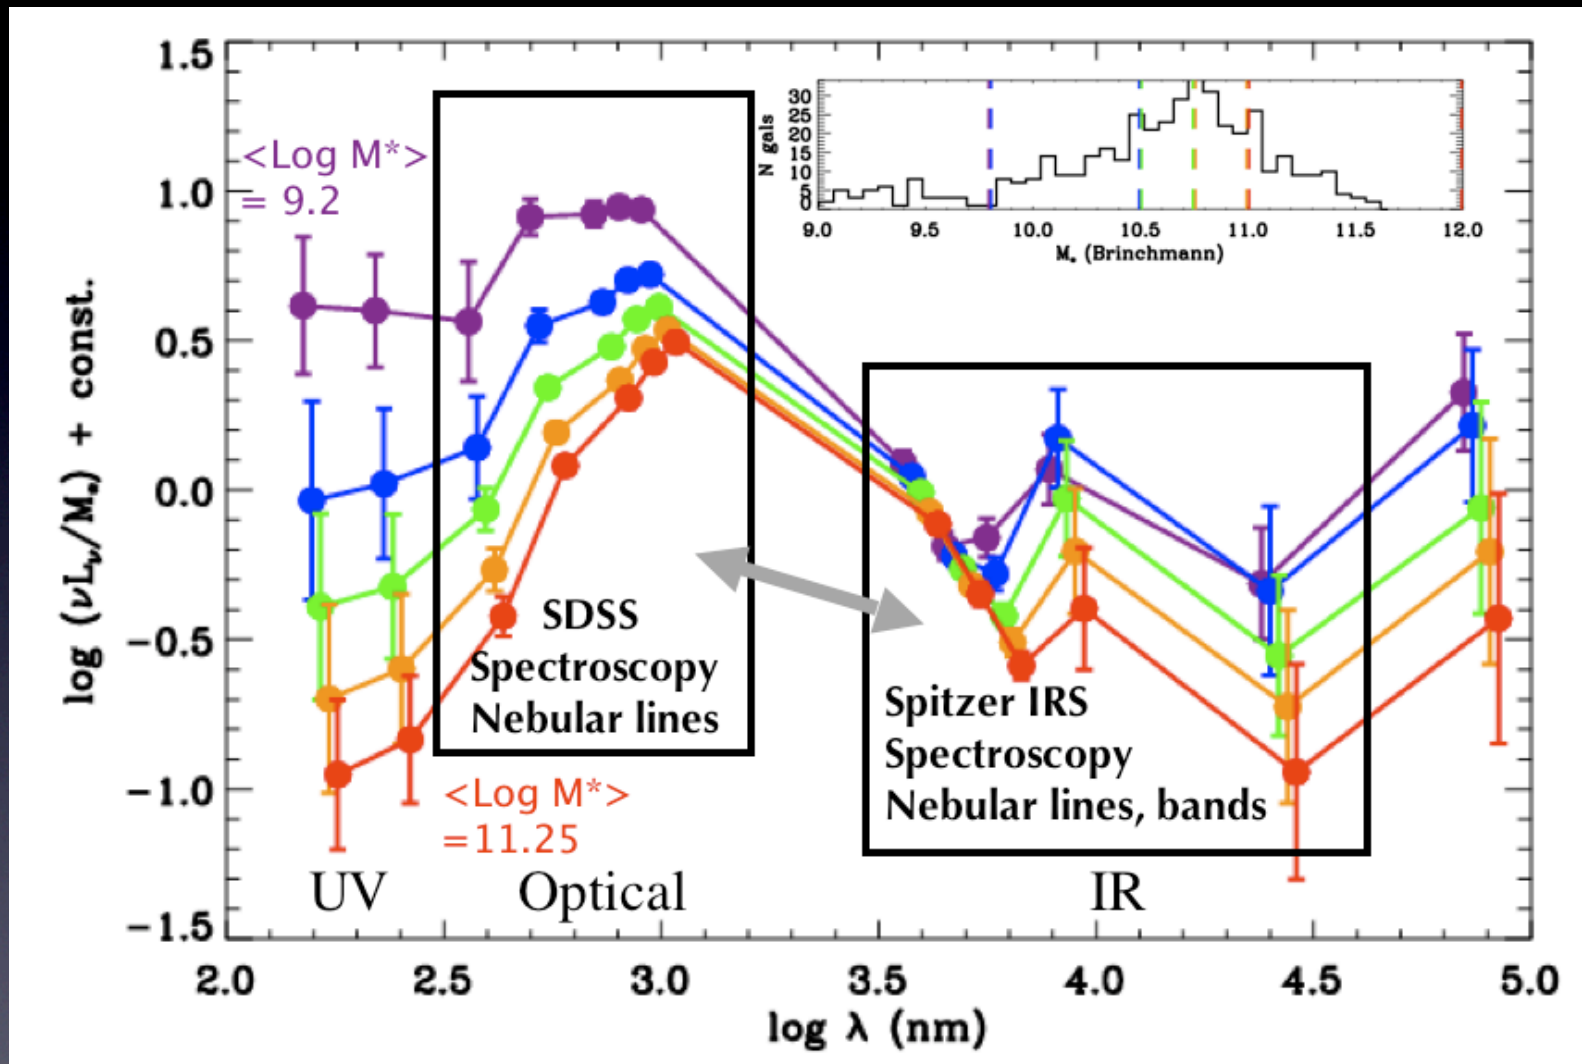 1.5
1.0
0.5
0.0
−0.5
−1.0
−1.5
log (νLν/M*) + const.
<Log M*>
= 9.2
30
25
20
15
10
5
0
N gals
9.0 9.5 10.0 10.5 11.0 11.5 12.0
M* (Brinchmann)
SDSS
Spectroscopy
Nebular lines
Spitzer IRS
Spectroscopy
Nebular lines, bands
<Log M*>
=11.25
UV Optical IR
2.0 2.5 3.0 3.5 4.0 4.5 5.0
log λ (nm)